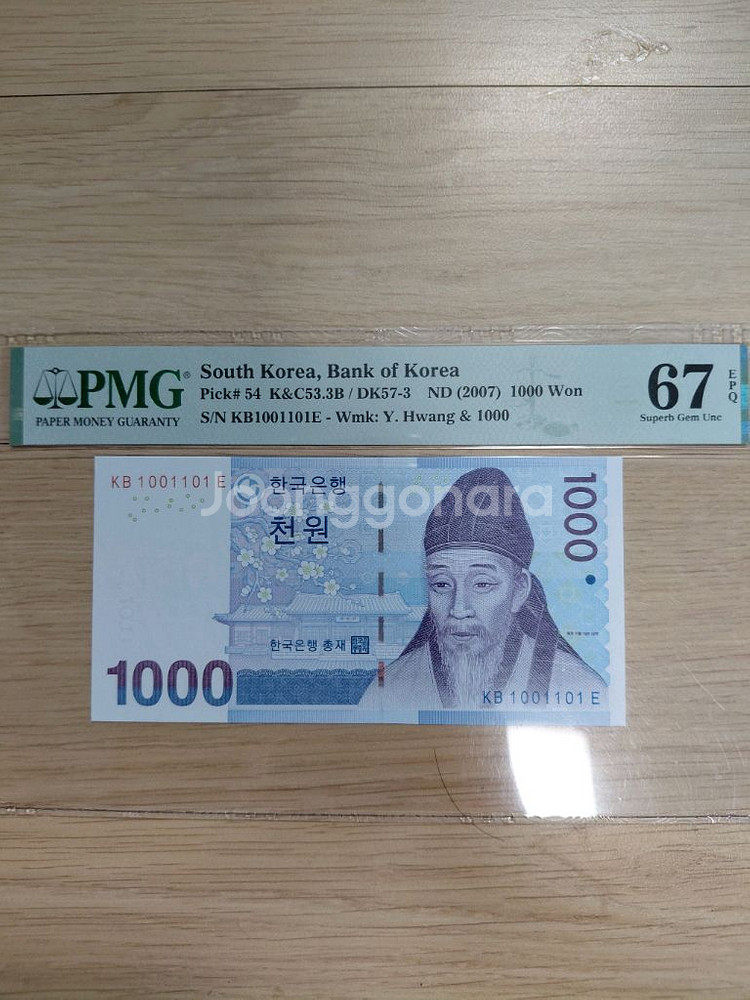 PMG®
PAPER MONEY GUARANTY
South Korea, Bank of Korea
Pick# 54 K&C53.3B / DK57-3 ND (2007) 1000 Won
S/N KB1001101E - Wmk: Y. Hwang & 1000
67
EPQ
Superb Gem Unc
KB 1001101 E
한국은행
Joonggonara
천원
1000
한국은행 총재
1000
KB 1001101 E